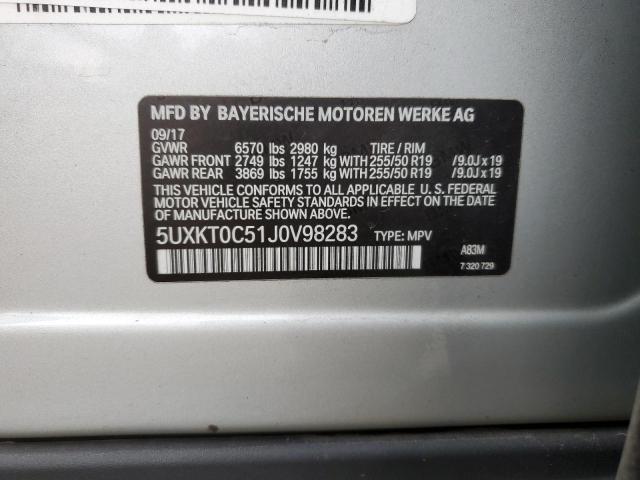 MFD BY BAYERISCHE MOTOREN WERKE AG
09/17
GVWR 6570 lbs 2980 kg TIRE / RIM
GAWR FRONT 2749 lbs 1247 kg WITH 255/50 R19 /9.0J x 19
GAWR REAR 3869 lbs 1755 kg WITH 255/50 R19 /9.0J x 19
THIS VEHICLE CONFORMS TO ALL APPLICABLE U. S. FEDERAL
MOTOR VEHICLE SAFETY STANDARDS IN EFFECT ON THE DATE
OF MANUFACTURE SHOWN ABOVE.
5UXKT0C51J0V98283 TYPE: MPV
A83M
7 320 729